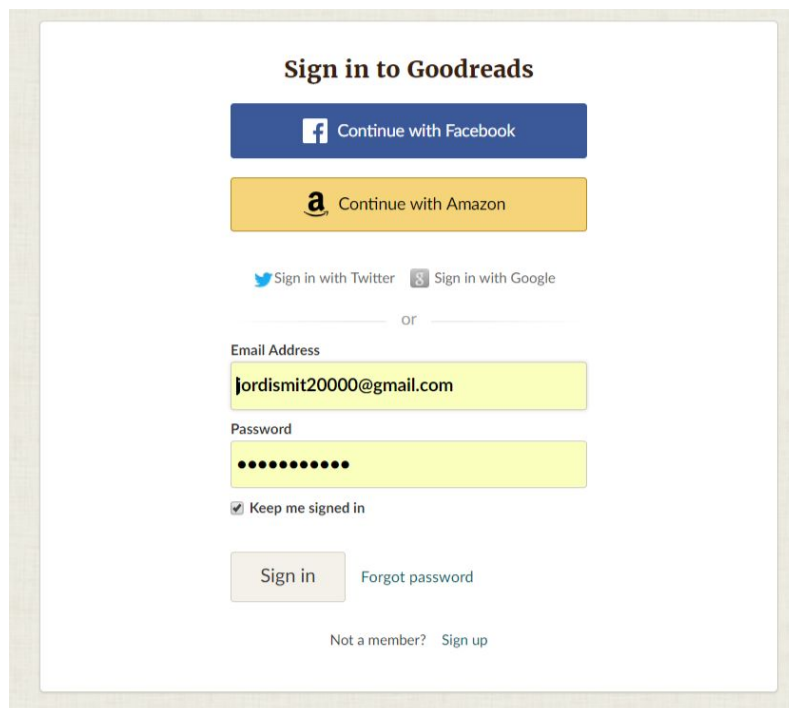 Sign in to Goodreads
f Continue with Facebook
a Continue with Amazon
Sign in with Twitter g Sign in with Google
or
Email Address
jordismit20000@gmail.com
Password
•••••••••••
Keep me signed in
Sign in Forgot password
Not a member? Sign up